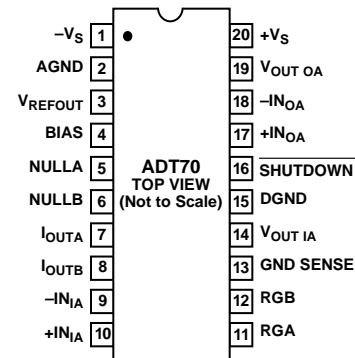 –VS 1
AGND 2
VREFOUT 3
BIAS 4
NULLA 5
NULLB 6
IOUTA 7
IOUTB 8
–INIA 9
+INIA 10
ADT70
TOP VIEW
(Not to Scale)
20 +VS
19 VOUT OA
18 –INOA
17 +INOA
16 SHUTDOWN
15 DGND
14 VOUT IA
13 GND SENSE
12 RGB
11 RGA